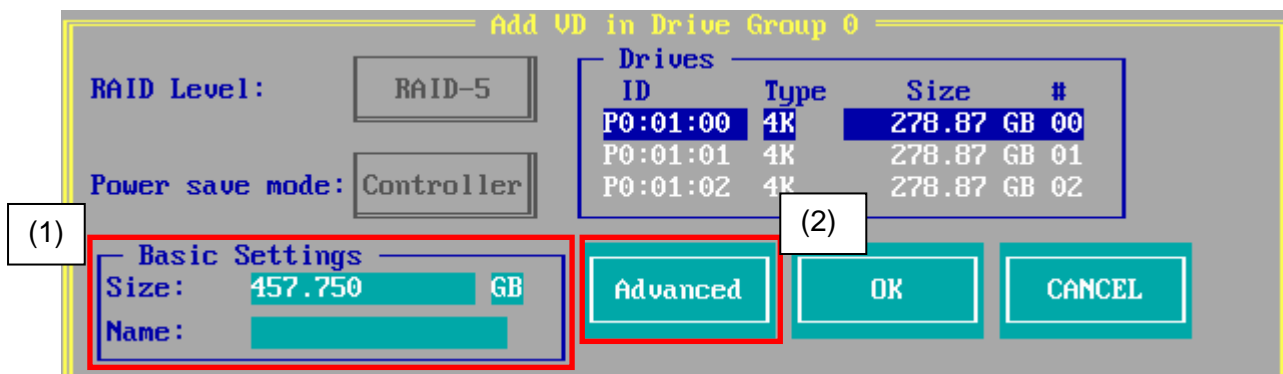 Add VD in Drive Group 0
RAID Level: RAID-5
Power save mode: Controller
Drives
ID Type Size #
P0:01:00 4K 278.87 GB 00
P0:01:01 4K 278.87 GB 01
P0:01:02 4K 278.87 GB 02
(1)
Basic Settings
Size: 457.750 GB
Name:
(2)
Advanced OK CANCEL